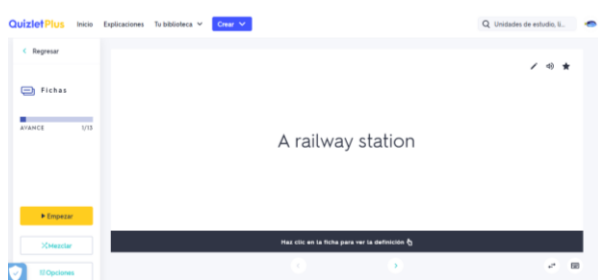 QuizletPlus Inicio Explicaciones Tu biblioteca Crear Unidades de estudio, li...
Regresar
Fichas
AVANCE 1/13
A railway station
Empezar
Haz clic en la ficha para ver la definición
Mezclar
Opciones